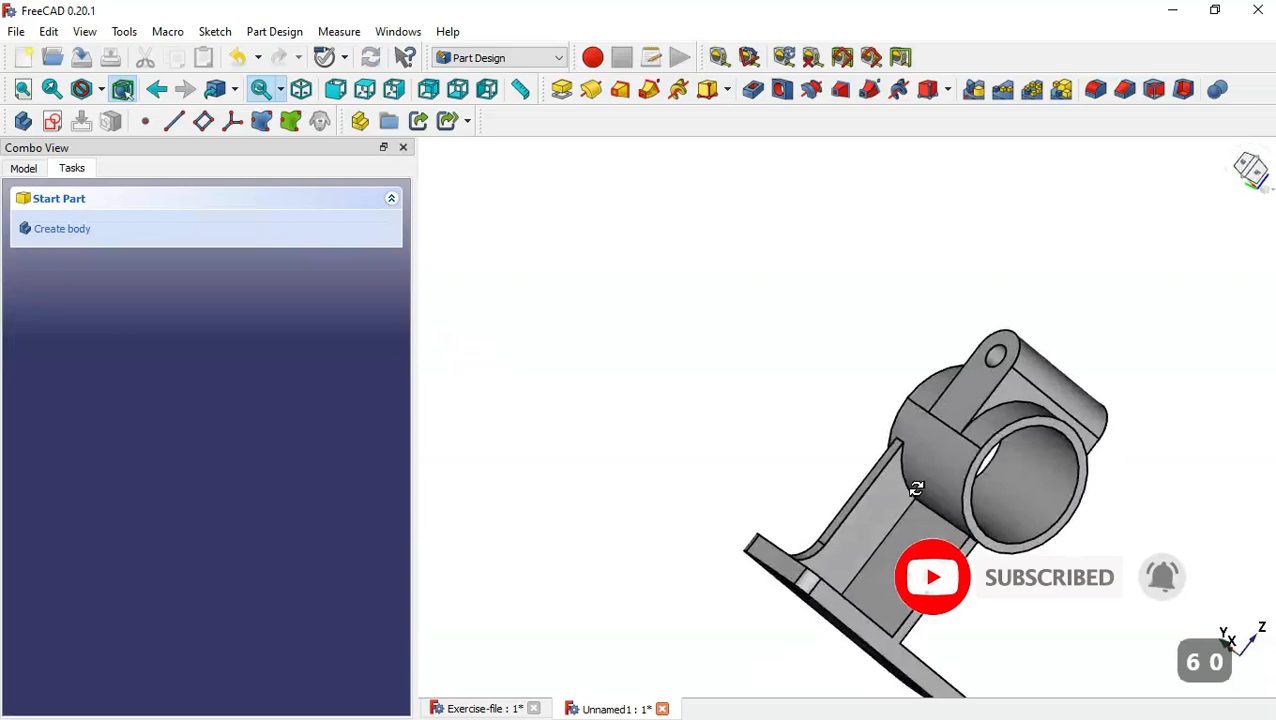 FreeCAD 0.20.1
File Edit View Tools Macro Sketch Part Design Measure Windows Help
Part Design
Combo View
Model Tasks
Start Part
Create body
SUBSCRIBED
Y X Z
6 0
Exercise-file : 1* Unnamed1 : 1*